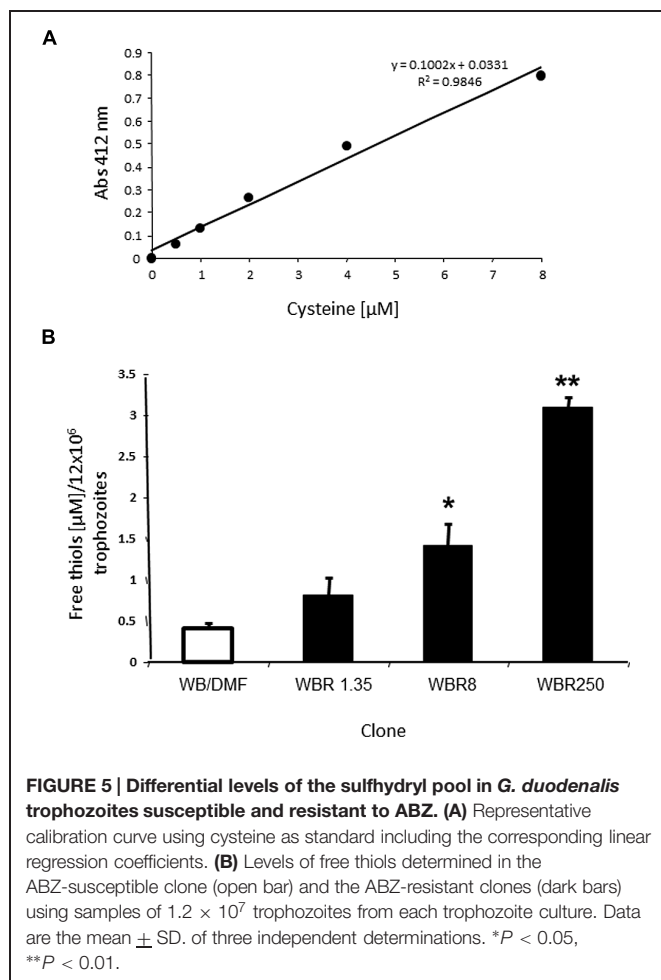 A
y = 0.1002x + 0.0331
R² = 0.9846
0.9
0.8
0.7
0.6
0.5
0.4
0.3
0.2
0.1
0
Abs 412 nm
0 1 2 3 4 5 6 7 8
Cysteine [µM]
B
3.5
3
2.5
2
1.5
1
0.5
0
Free thiols [µM]/12x10⁶
trophozoites
*
**
WB/DMF WBR 1.35 WBR8 WBR250
Clone
FIGURE 5 | Differential levels of the sulfhydryl pool in G. duodenalis
trophozoites susceptible and resistant to ABZ. (A) Representative
calibration curve using cysteine as standard including the corresponding linear
regression coefficients. (B) Levels of free thiols determined in the
ABZ-susceptible clone (open bar) and the ABZ-resistant clones (dark bars)
using samples of 1.2 × 10⁷ trophozoites from each trophozoite culture. Data
are the mean ± SD. of three independent determinations. *P < 0.05,
**P < 0.01.